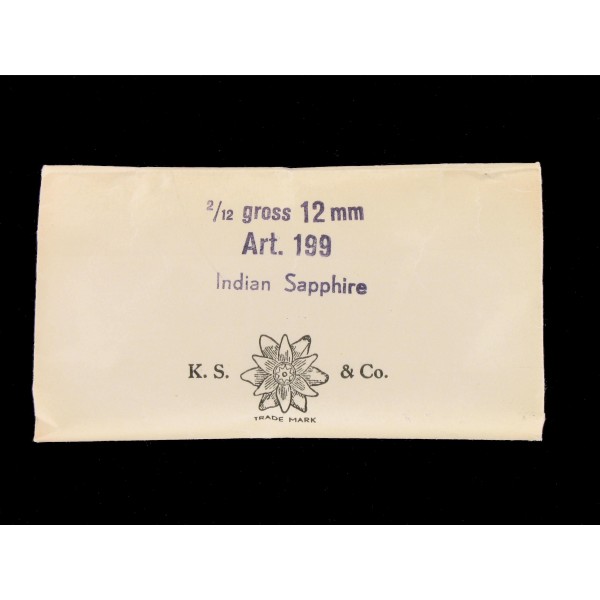 2/12 gross 12 mm
Art. 199
Indian Sapphire
K. S. & Co.
TRADE MARK